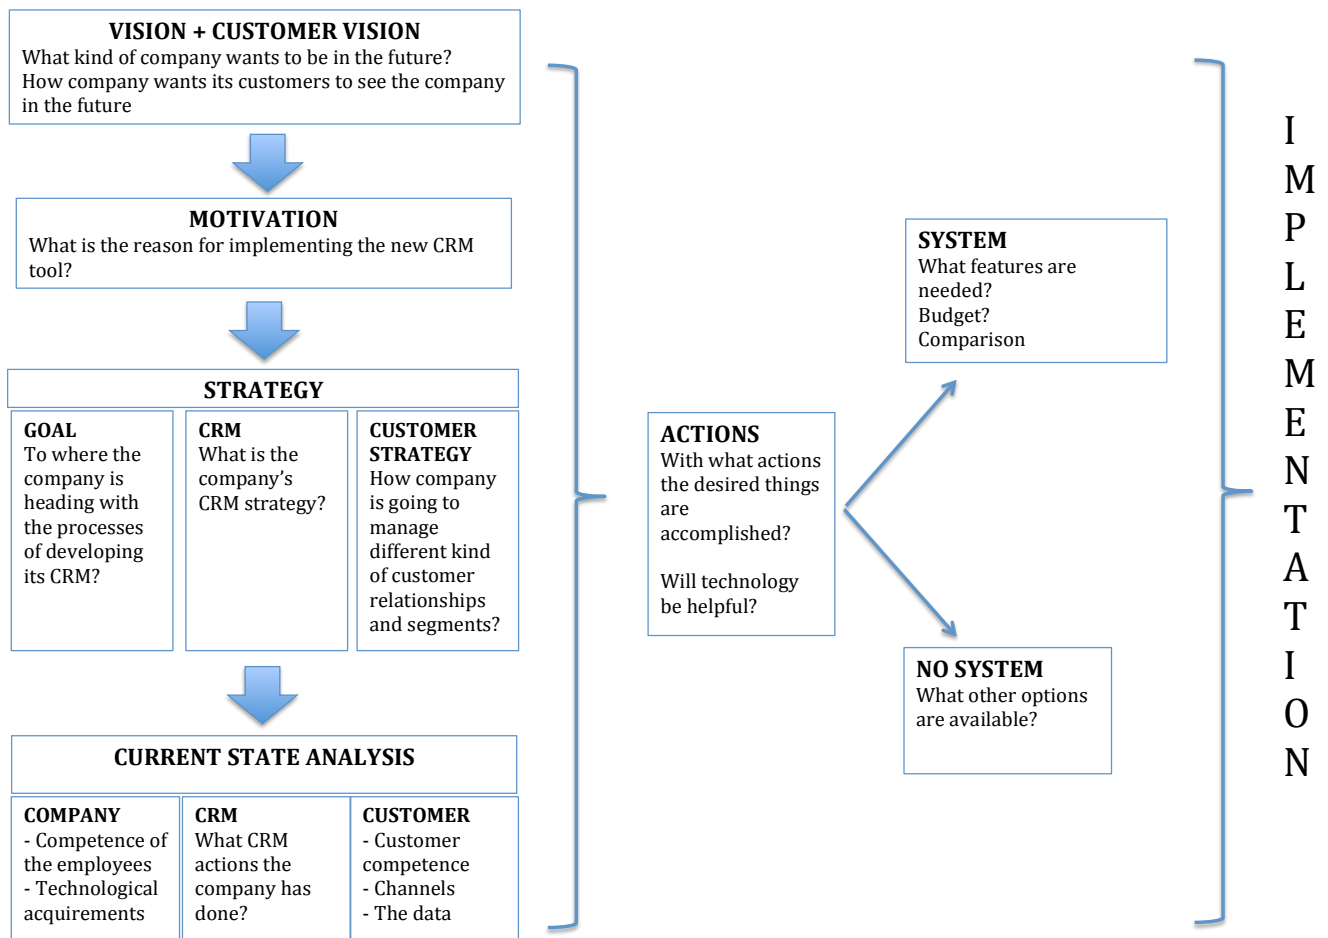 VISION + CUSTOMER VISION
What kind of company wants to be in the future?
How company wants its customers to see the company
in the future
MOTIVATION
What is the reason for implementing the new CRM
tool?
STRATEGY
GOAL
To where the
company is
heading with
the processes
of developing
its CRM?
CRM
What is the
company’s
CRM strategy?
CUSTOMER
STRATEGY
How company
is going to
manage
different kind
of customer
relationships
and segments?
CURRENT STATE ANALYSIS
COMPANY
- Competence of
the employees
- Technological
acquirements
CRM
What CRM
actions the
company has
done?
CUSTOMER
- Customer
competence
- Channels
- The data
ACTIONS
With what actions
the desired things
are
accomplished?
Will technology
be helpful?
SYSTEM
What features are
needed?
Budget?
Comparison
NO SYSTEM
What other options
are available?
I
M
P
L
E
M
E
N
T
A
T
I
O
N